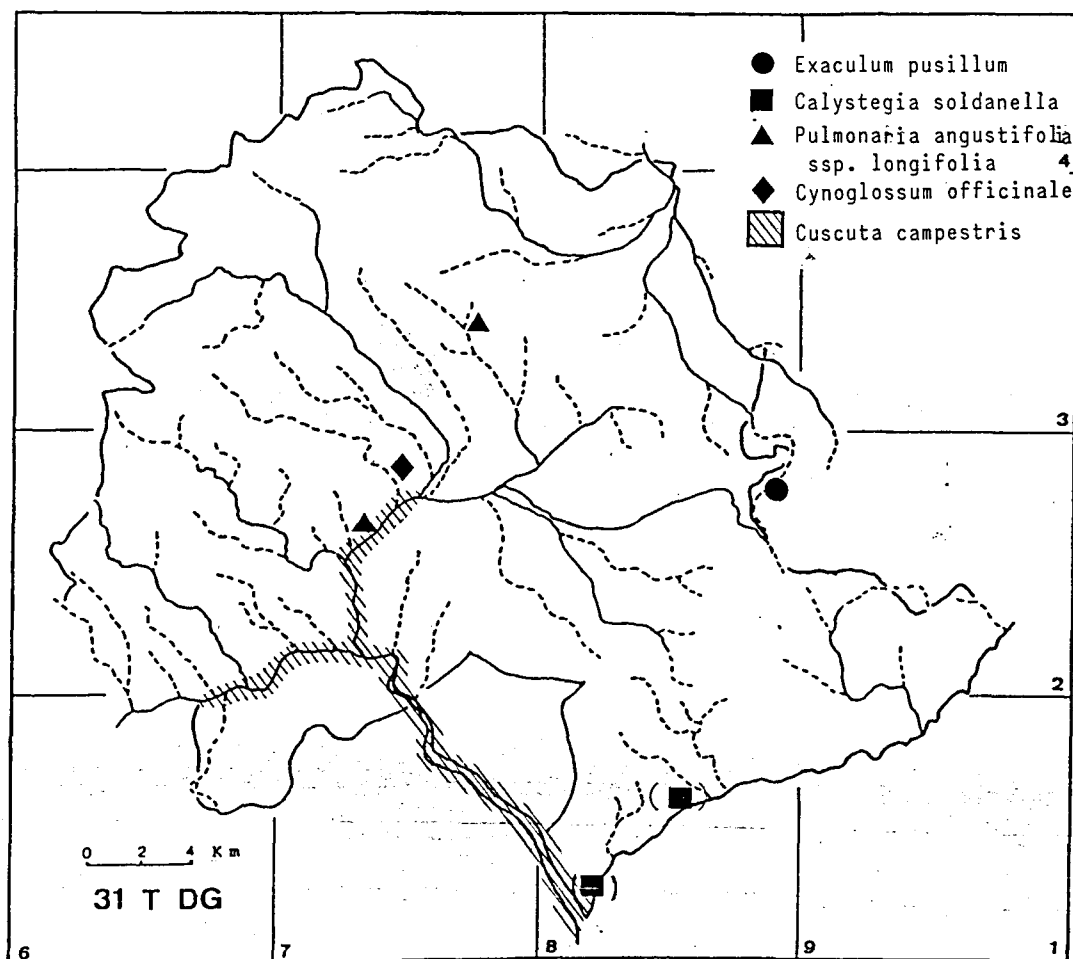 Exaculum pusillum
Calystegia soldanella
Pulmonaria angustifolia
ssp. longifolia 4
Cynoglossum officinale
Cuscuta campestris
3
2
0 2 4 Km
31 T DG
6 7 8 9 1